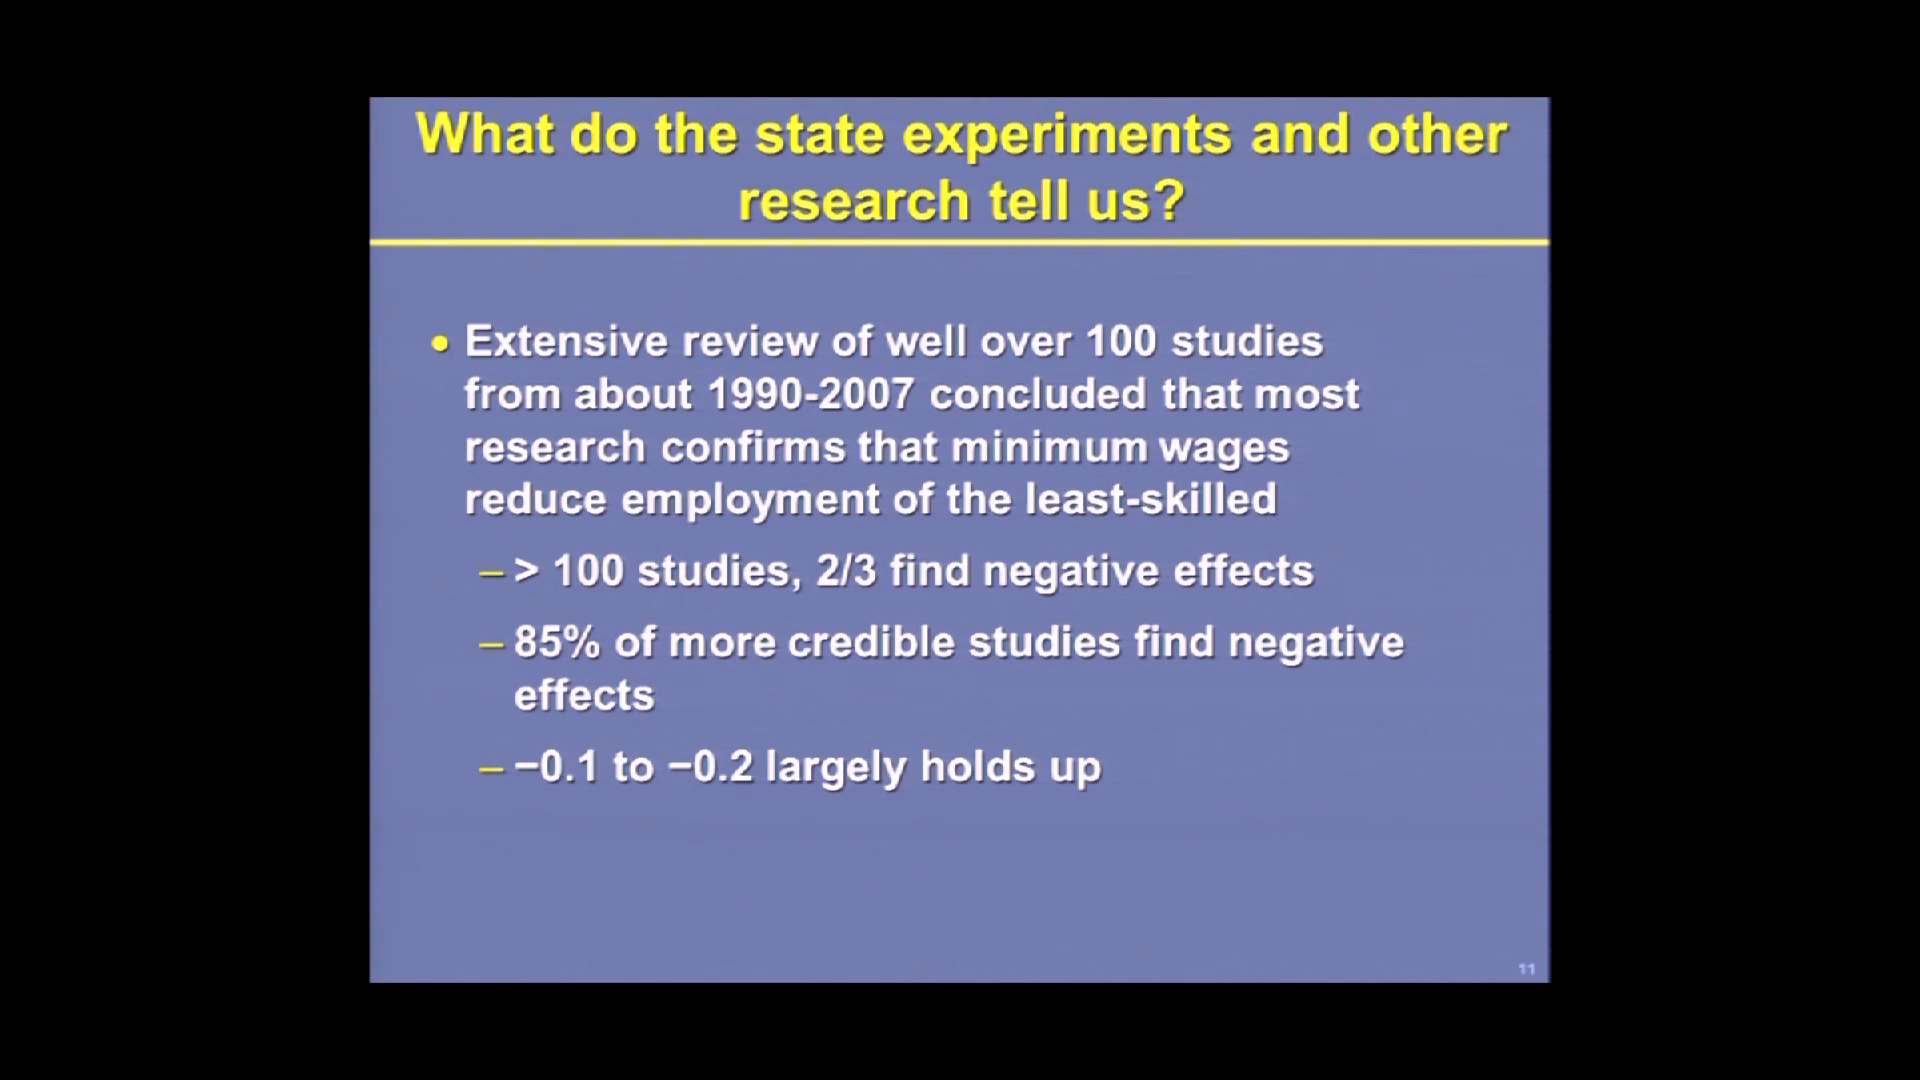 What do the state experiments and other
research tell us?
• Extensive review of well over 100 studies
from about 1990-2007 concluded that most
research confirms that minimum wages
reduce employment of the least-skilled
– > 100 studies, 2/3 find negative effects
– 85% of more credible studies find negative
effects
– −0.1 to −0.2 largely holds up
11